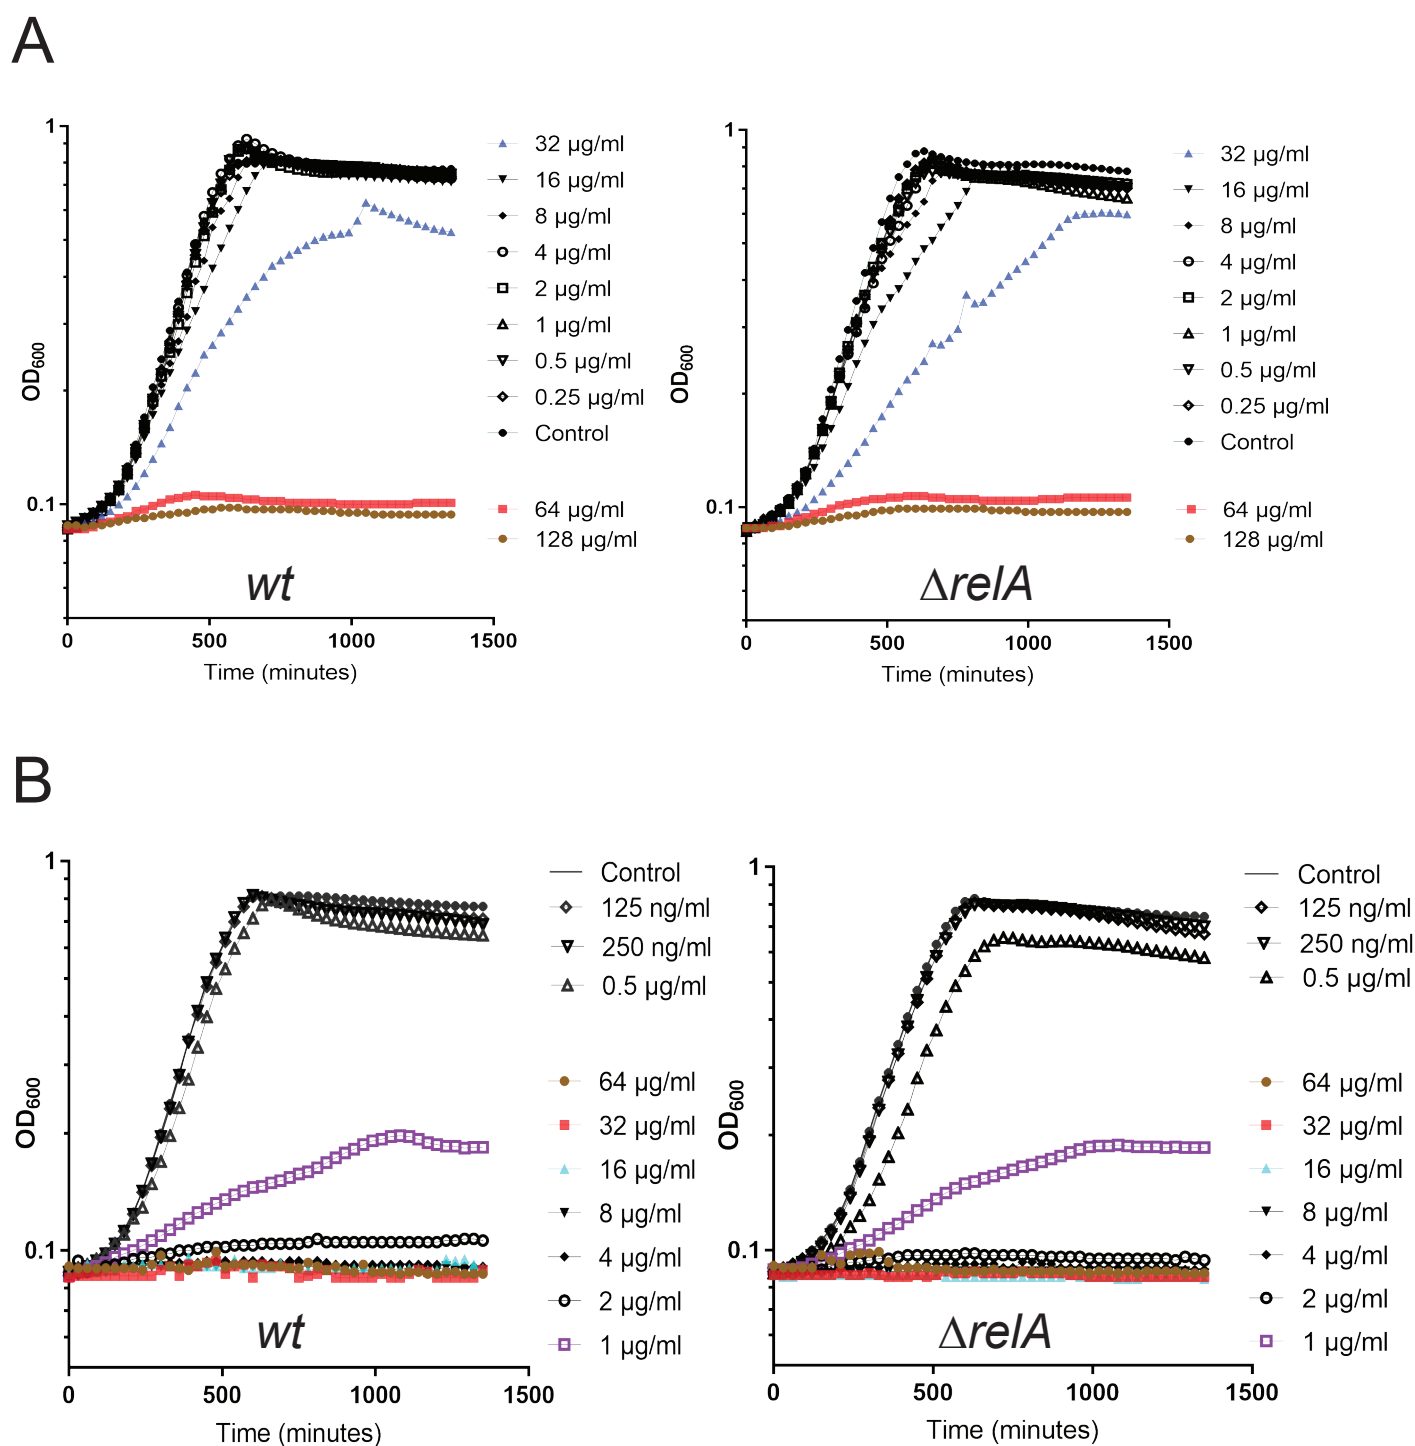 A
1
0.1
OD600
0
500
1000
1500
Time (minutes)
wt
32 µg/ml
16 µg/ml
8 µg/ml
4 µg/ml
2 µg/ml
1 µg/ml
0.5 µg/ml
0.25 µg/ml
Control
64 µg/ml
128 µg/ml
1
0.1
OD600
0
500
1000
1500
Time (minutes)
ΔrelA
32 µg/ml
16 µg/ml
8 µg/ml
4 µg/ml
2 µg/ml
1 µg/ml
0.5 µg/ml
0.25 µg/ml
Control
64 µg/ml
128 µg/ml
B
1
0.1
OD600
0
500
1000
1500
Time (minutes)
wt
Control
125 ng/ml
250 ng/ml
0.5 µg/ml
64 µg/ml
32 µg/ml
16 µg/ml
8 µg/ml
4 µg/ml
2 µg/ml
1 µg/ml
1
0.1
OD600
0
500
1000
1500
Time (minutes)
ΔrelA
Control
125 ng/ml
250 ng/ml
0.5 µg/ml
64 µg/ml
32 µg/ml
16 µg/ml
8 µg/ml
4 µg/ml
2 µg/ml
1 µg/ml